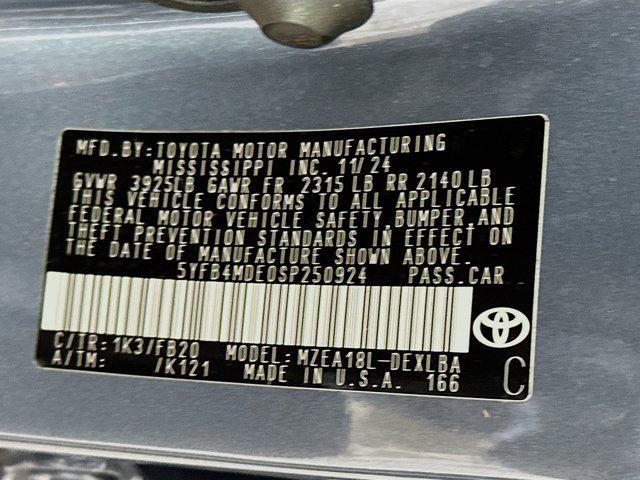 MFD.BY:TOYOTA MOTOR MANUFACTURING
MISSISSIPPI INC. 11/24
GVWR 3925LB GAWR FR 2315 LB RR 2140 LB
THIS VEHICLE CONFORMS TO ALL APPLICABLE
FEDERAL MOTOR VEHICLE SAFETY,BUMPER,AND
THEFT PREVENTION STANDARDS IN EFFECT ON
THE DATE OF MANUFACTURE SHOWN ABOVE.
5YFB4MDE0SP250924 PASS.CAR
C/TR: 1K3/FB20 MODEL: MZEA18L-DEXLBA
A/TM: /K121 MADE IN U.S.A. 166
C